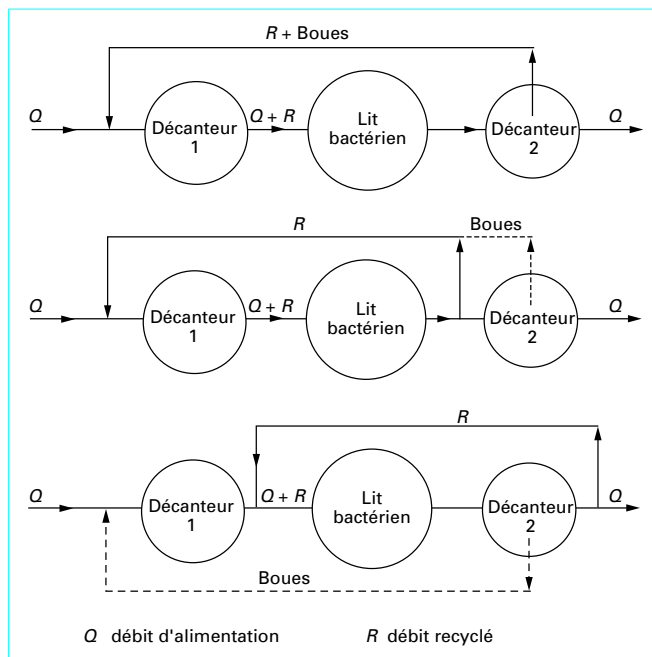 R + Boues
Q
Décanteur
1
Q + R
Lit
bactérien
Décanteur
2
Q
R
Boues
Q
Décanteur
1
Q + R
Lit
bactérien
Décanteur
2
Q
R
Q
Décanteur
1
Q + R
Lit
bactérien
Décanteur
2
Q
Boues
Q débit d'alimentation
R débit recyclé